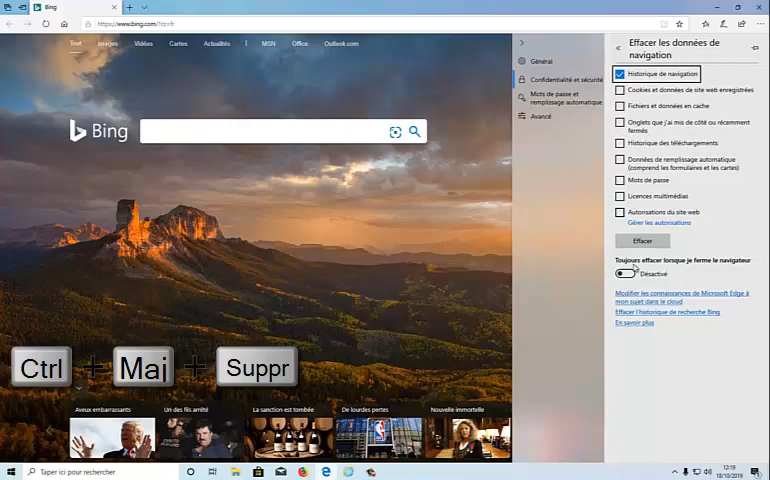 Bing
https://www.bing.com/?cc=fr
Tout Images Vidéos Cartes Actualités MSN Office Outlook.com
Bing
Général
Confidentialité et sécurité
Mots de passe et
remplissage automatique
Avancé
Effacer les données de
navigation
Historique de navigation
Cookies et données de site web enregistrées
Fichiers et données en cache
Onglets que j'ai mis de côté ou récemment
fermés
Historique des téléchargements
Données de remplissage automatique
(comprend les formulaires et les cartes)
Mots de passe
Licences multimédias
Autorisations du site web
Gérer les autorisations
Effacer
Toujours effacer lorsque je ferme le navigateur
Désactivé
Modifier les connaissances de Microsoft Edge à
mon sujet dans le cloud
Effacer l'historique de recherche Bing
En savoir plus
Ctrl + Maj + Suppr
Aveux embarrassants Un des fils arrêté La sanction est tombée De lourdes pertes Nouvelle immortelle
Taper ici pour rechercher
12:19
18/10/2019